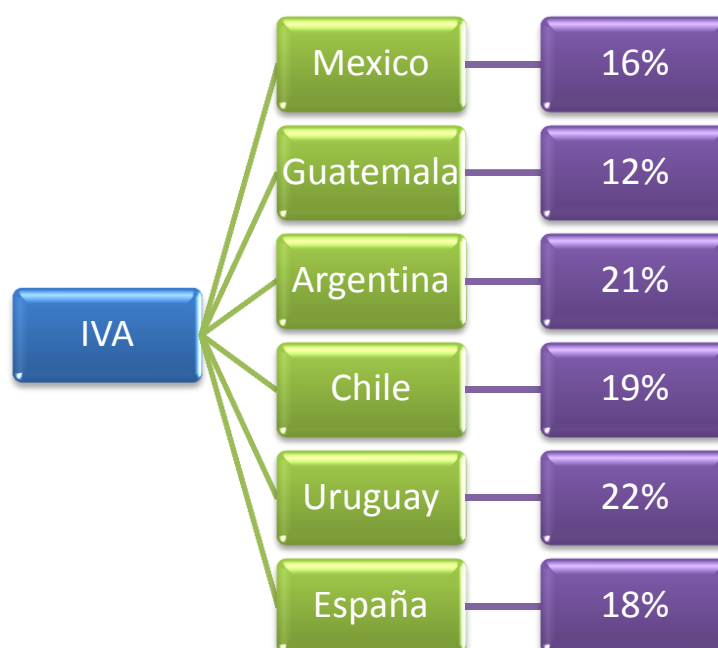 IVA
Mexico
16%
Guatemala
12%
Argentina
21%
Chile
19%
Uruguay
22%
España
18%